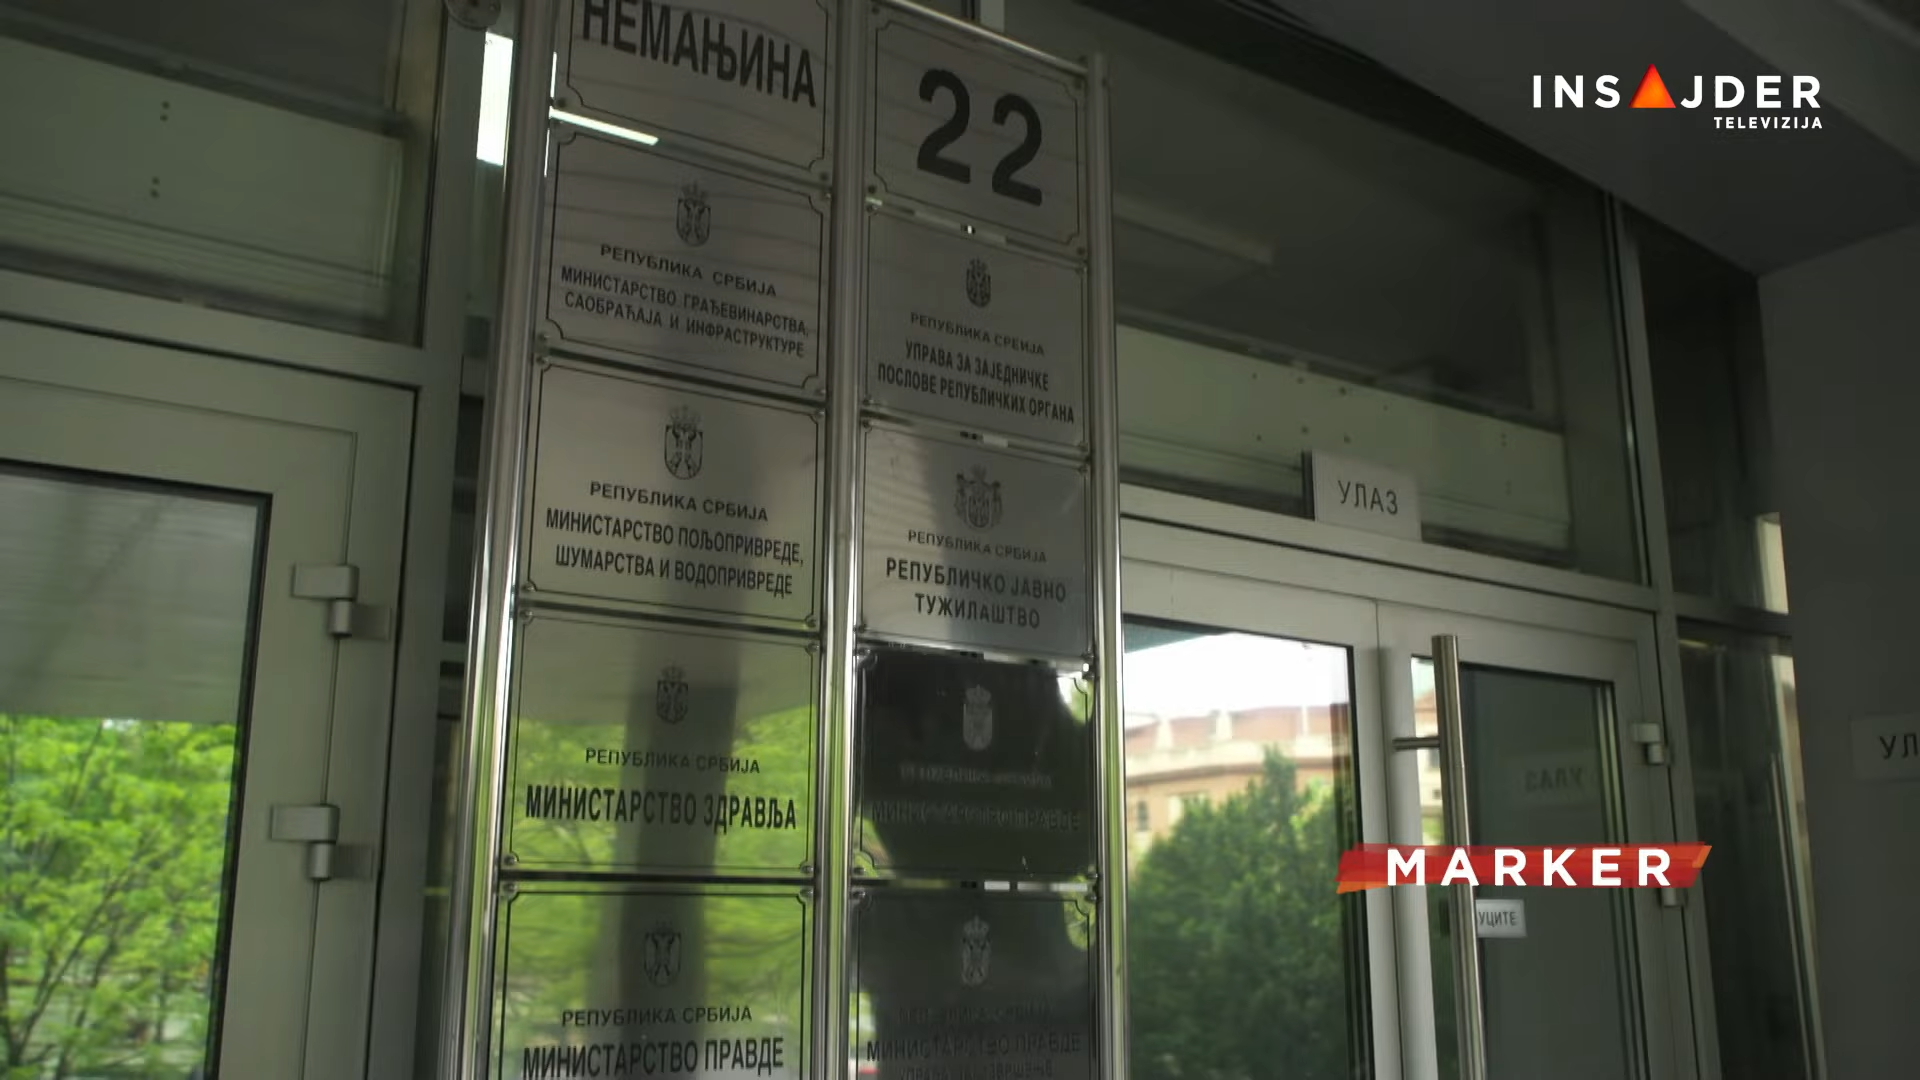 НЕМАЊИНА
22
РЕПУБЛИКА СРБИЈА
МИНИСТАРСТВО ГРАЂЕВИНАРСТВА,
САОБРАЋАЈА И ИНФРАСТРУКТУРЕ
РЕПУБЛИКА СРБИЈА
УПРАВА ЗА ЗАЈЕДНИЧКЕ
ПОСЛОВЕ РЕПУБЛИЧКИХ ОРГАНА
РЕПУБЛИКА СРБИЈА
МИНИСТАРСТВО ПОЉОПРИВРЕДЕ,
ШУМАРСТВА И ВОДОПРИВРЕДЕ
РЕПУБЛИКА СРБИЈА
РЕПУБЛИЧКО ЈАВНО
ТУЖИЛАШТВО
РЕПУБЛИКА СРБИЈА
МИНИСТАРСТВО ЗДРАВЉА
МИНИСТАРСТВО ПРАВДЕ
РЕПУБЛИКА СРБИЈА
МИНИСТАРСТВО ПРАВДЕ
МИНИСТАРСТВО ПРАВДЕ
УЛАЗ
INSAJDER
TELEVIZIJA
MARKER